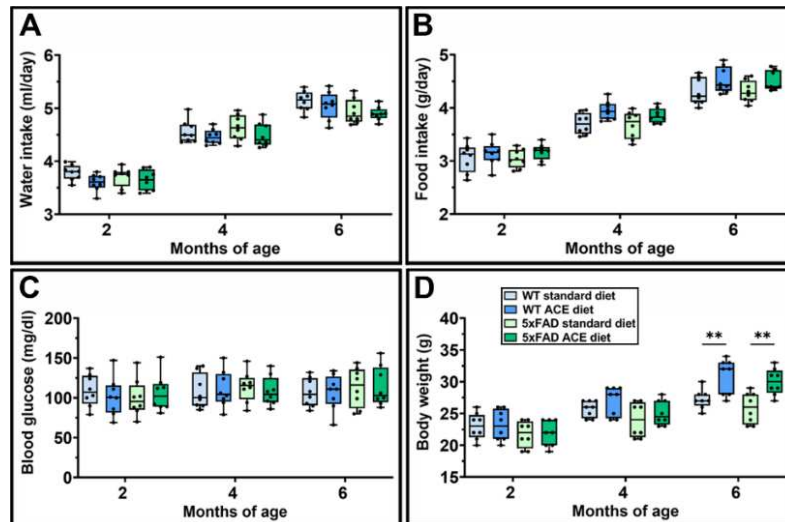 A
Water intake (ml/day)
6
5
4
3
2 4 6
Months of age
B
Food intake (g/day)
5
4
3
2
2 4 6
Months of age
C
Blood glucose (mg/dl)
200
150
100
50
0
2 4 6
Months of age
D
WT standard diet
WT ACE diet
5xFAD standard diet
5xFAD ACE diet
** **
Body weight (g)
40
35
30
25
20
15
2 4 6
Months of age